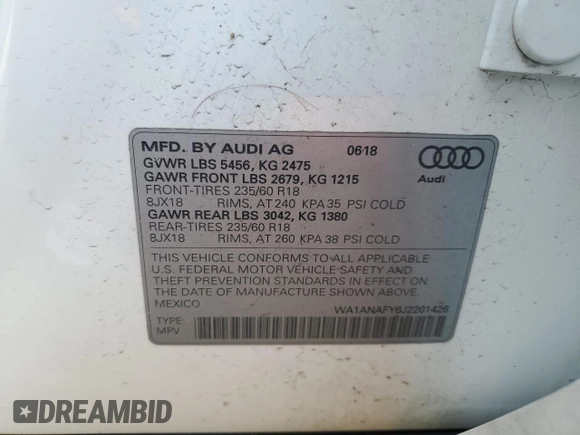 MFD. BY AUDI AG 0618
GVWR LBS 5456, KG 2475
GAWR FRONT LBS 2679, KG 1215
FRONT-TIRES 235/60 R18
8JX18 RIMS, AT 240 KPA 35 PSI COLD
GAWR REAR LBS 3042, KG 1380
REAR-TIRES 235/60 R18
8JX18 RIMS, AT 260 KPA 38 PSI COLD
Audi
THIS VEHICLE CONFORMS TO ALL APPLICABLE
U.S. FEDERAL MOTOR VEHICLE SAFETY AND
THEFT PREVENTION STANDARDS IN EFFECT ON
THE DATE OF MANUFACTURE SHOWN ABOVE.
MEXICO
WA1ANAFY6J2201426
TYPE:
MPV
DREAMBID